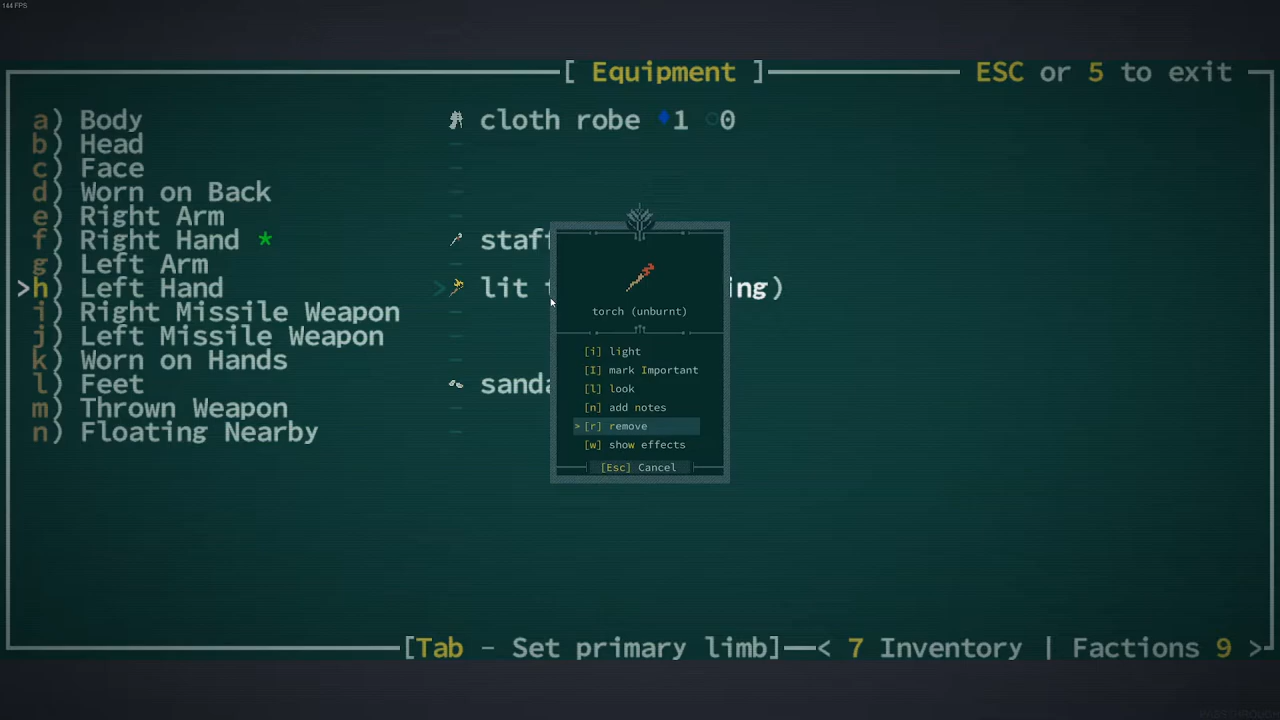 144 FPS
[ Equipment ] ESC or 5 to exit
a) Body cloth robe ♦1 ○0
b) Head
c) Face
d) Worn on Back
e) Right Arm
f) Right Hand * staff
g) Left Arm
>h) Left Hand > lit ing)
i) Right Missile Weapon
j) Left Missile Weapon
k) Worn on Hands
l) Feet sanda
m) Thrown Weapon
n) Floating Nearby
torch (unburnt)
[i] light
[I] mark Important
[l] look
[n] add notes
> [r] remove
[w] show effects
[Esc] Cancel
[Tab - Set primary limb] < 7 Inventory | Factions 9 >